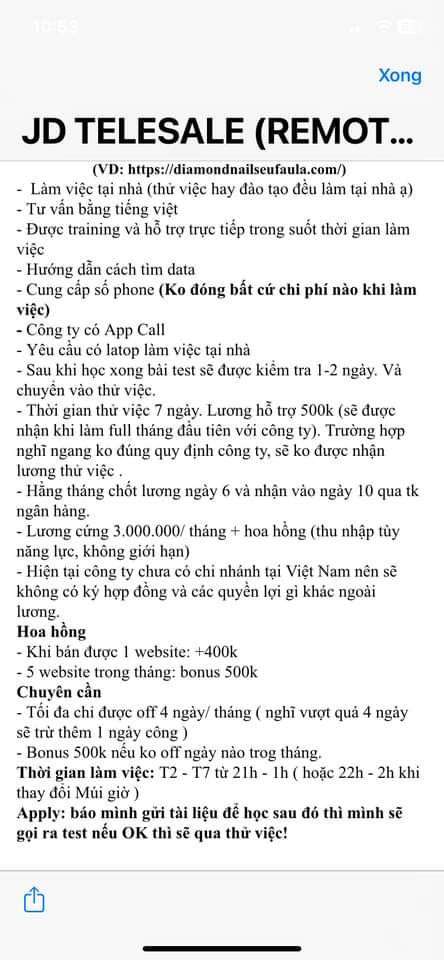 10:53
Xong
JD TELESALE (REMOT...
(VD: https://diamondnailseufaula.com/)
- Làm việc tại nhà (thử việc hay đào tạo đều làm tại nhà ạ)
- Tư vấn bằng tiếng việt
- Được training và hỗ trợ trực tiếp trong suốt thời gian làm
việc
- Hướng dẫn cách tìm data
- Cung cấp số phone (Ko đóng bất cứ chi phí nào khi làm
việc)
- Công ty có App Call
- Yêu cầu có latop làm việc tại nhà
- Sau khi học xong bài test sẽ được kiểm tra 1-2 ngày. Và
chuyển vào thử việc.
- Thời gian thử việc 7 ngày. Lương hỗ trợ 500k (sẽ được
nhận khi làm full tháng đầu tiên với công ty). Trường hợp
nghĩ ngang ko đúng quy định công ty, sẽ ko được nhận
lương thử việc .
- Hằng tháng chốt lương ngày 6 và nhận vào ngày 10 qua tk
ngân hàng.
- Lương cứng 3.000.000/ tháng + hoa hồng (thu nhập tùy
năng lực, không giới hạn)
- Hiện tại công ty chưa có chi nhánh tại Việt Nam nên sẽ
không có ký hợp đồng và các quyền lợi gì khác ngoài
lương.
Hoa hồng
- Khi bán được 1 website: +400k
- 5 website trong tháng: bonus 500k
Chuyên cần
- Tối đa chỉ được off 4 ngày/ tháng ( nghĩ vượt quá 4 ngày
sẽ trừ thêm 1 ngày công )
- Bonus 500k nếu ko off ngày nào trog tháng.
Thời gian làm việc: T2 - T7 từ 21h - 1h ( hoặc 22h - 2h khi
thay đổi Múi giờ )
Apply: báo mình gửi tài liệu để học sau đó thì mình sẽ
gọi ra test nếu OK thì sẽ qua thử việc!